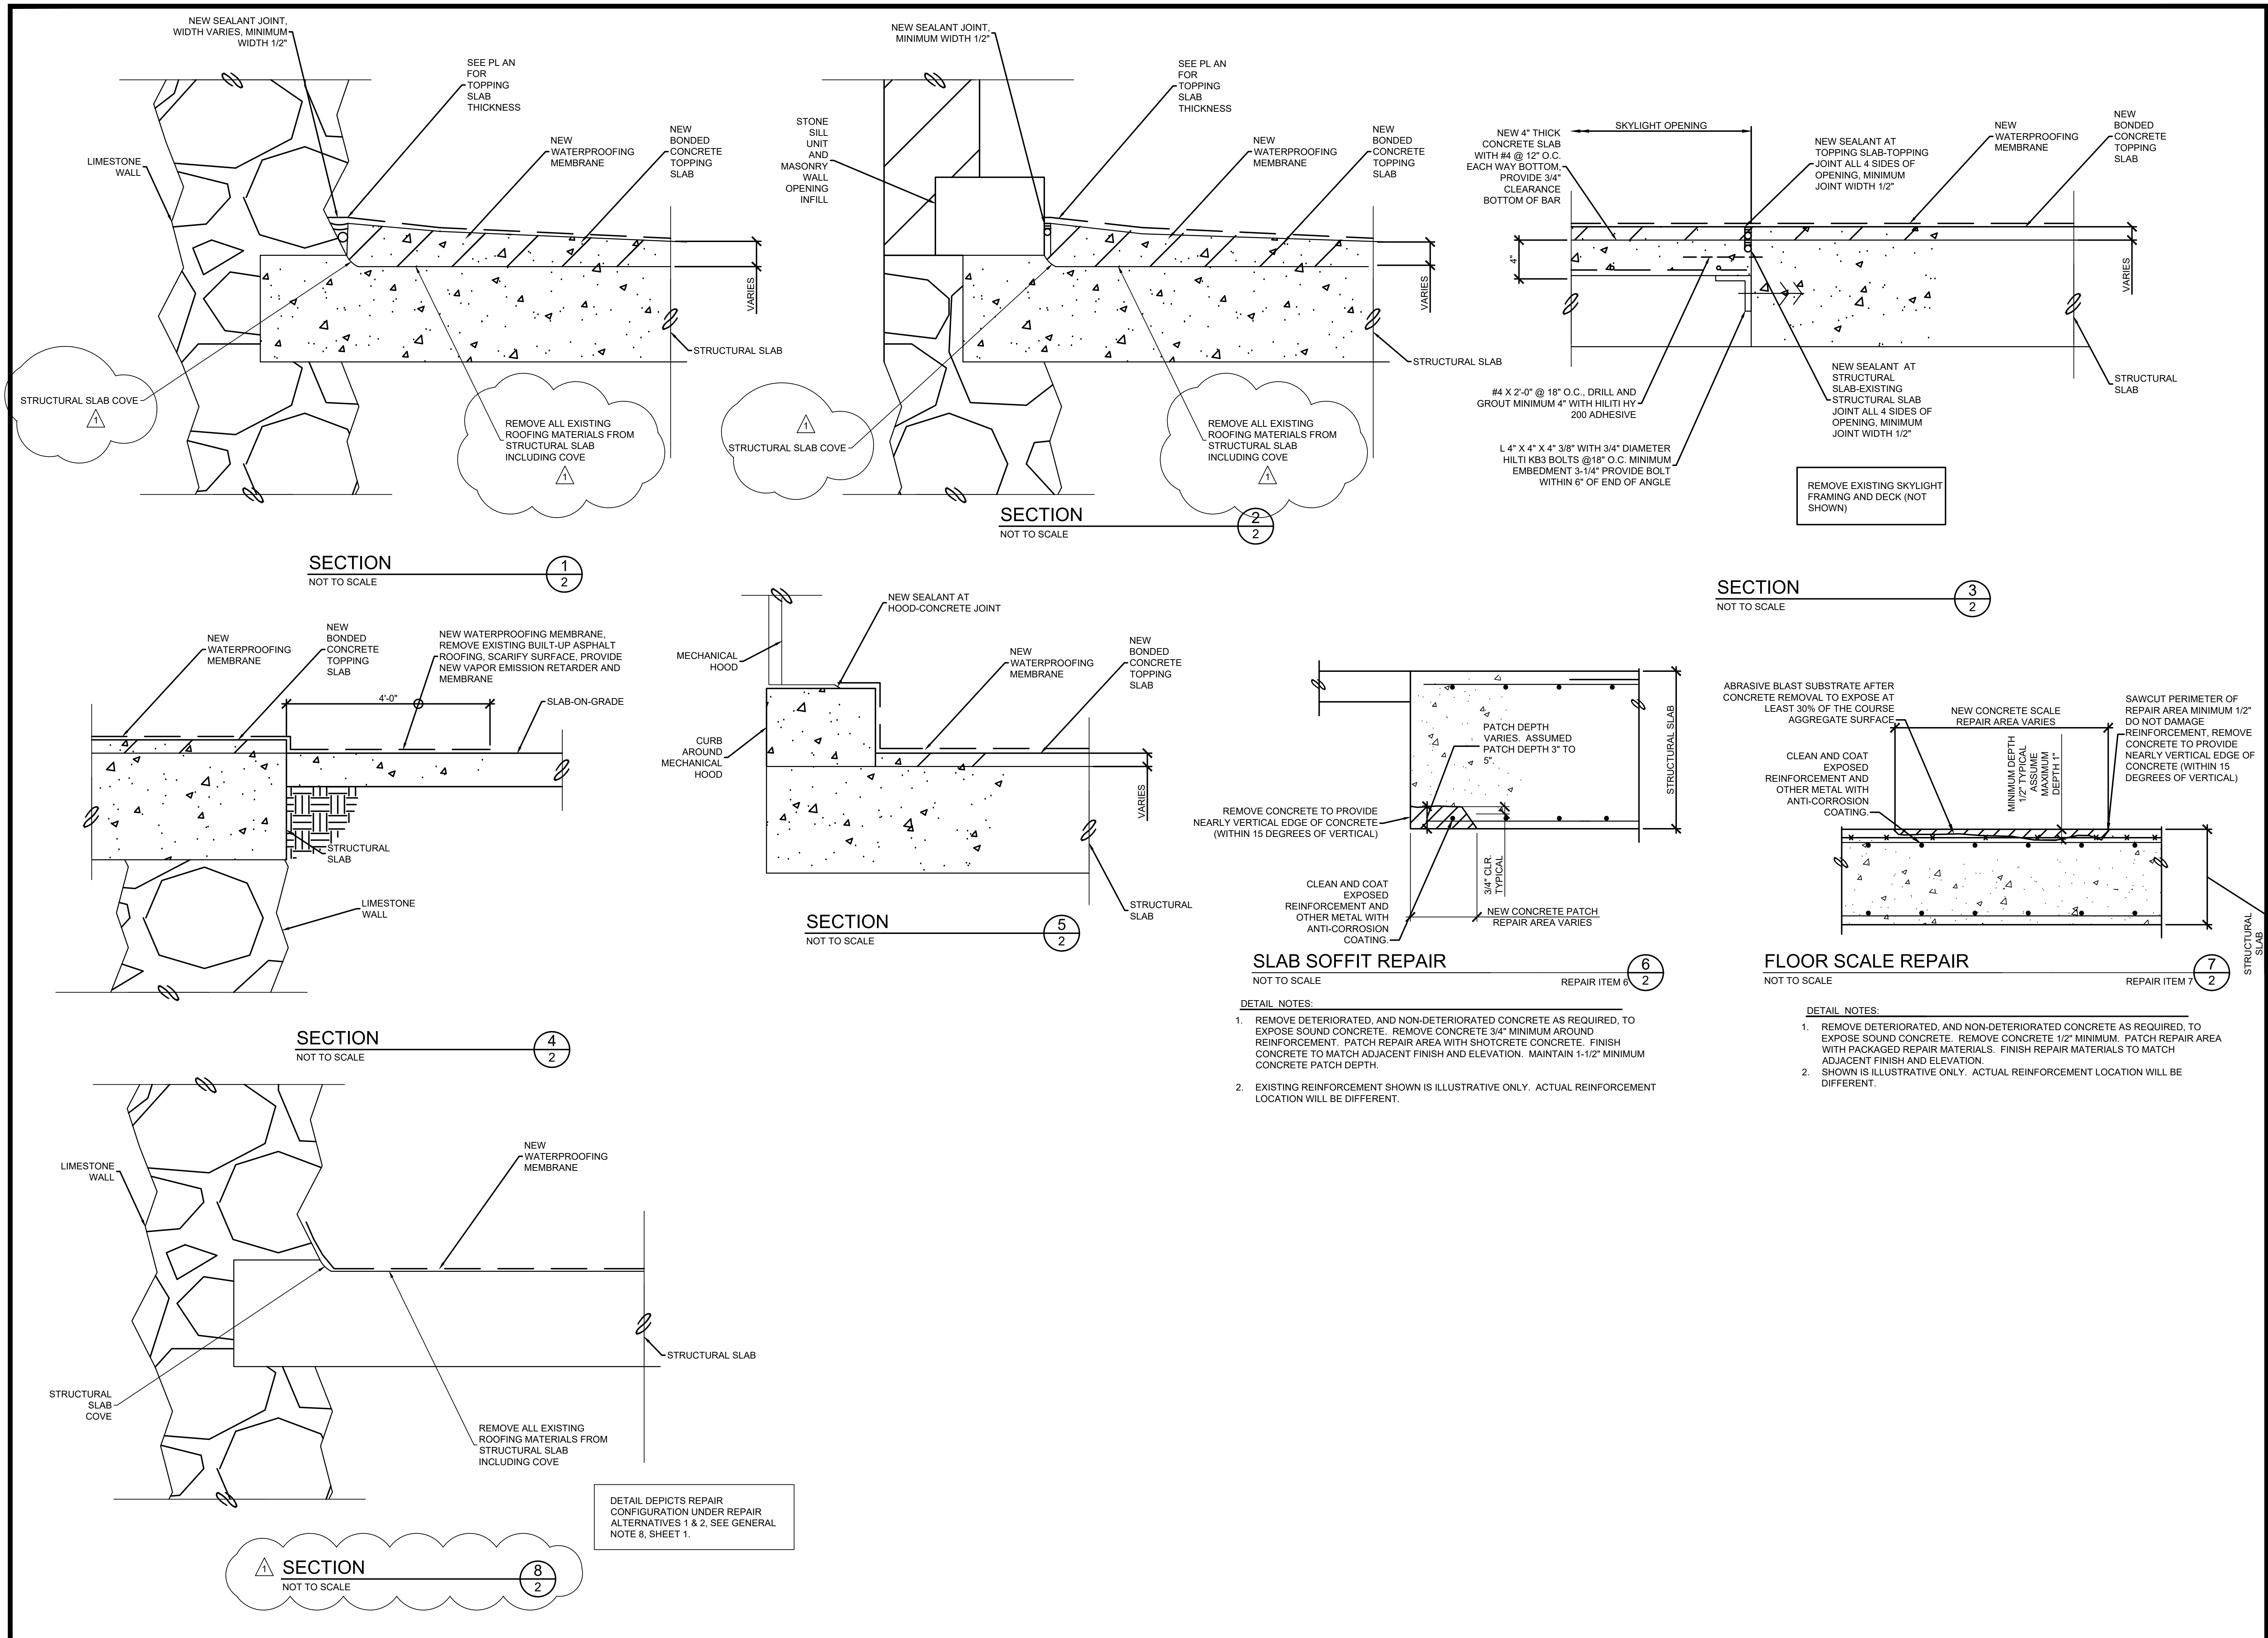 NEW SEALANT JOINT,
WIDTH VARIES, MINIMUM
WIDTH 1/2"
SEE PL AN
FOR
TOPPING
SLAB
THICKNESS
NEW
WATERPROOFING
MEMBRANE
NEW
BONDED
CONCRETE
TOPPING
SLAB
LIMESTONE
WALL
VARIES
STRUCTURAL SLAB
STRUCTURAL SLAB COVE
1
REMOVE ALL EXISTING
ROOFING MATERIALS FROM
STRUCTURAL SLAB
INCLUDING COVE
1
SECTION
NOT TO SCALE
1
2
NEW SEALANT JOINT,
MINIMUM WIDTH 1/2"
SEE PL AN
FOR
TOPPING
SLAB
THICKNESS
STONE
SILL
UNIT
AND
MASONRY
WALL
OPENING
INFILL
NEW
WATERPROOFING
MEMBRANE
NEW
BONDED
CONCRETE
TOPPING
SLAB
VARIES
STRUCTURAL SLAB
1
STRUCTURAL SLAB COVE
REMOVE ALL EXISTING
ROOFING MATERIALS FROM
STRUCTURAL SLAB
INCLUDING COVE
1
SECTION
NOT TO SCALE
2
2
SKYLIGHT OPENING
NEW 4" THICK
CONCRETE SLAB
WITH #4 @ 12" O.C.
EACH WAY BOTTOM,
PROVIDE 3/4"
CLEARANCE
BOTTOM OF BAR
NEW SEALANT AT
TOPPING SLAB-TOPPING
JOINT ALL 4 SIDES OF
OPENING, MINIMUM
JOINT WIDTH 1/2"
NEW
WATERPROOFING
MEMBRANE
NEW
BONDED
CONCRETE
TOPPING
SLAB
4"
VARIES
#4 X 2'-0" @ 18" O.C., DRILL AND
GROUT MINIMUM 4" WITH HILITI HY
200 ADHESIVE
L 4" X 4" X 4" 3/8" WITH 3/4" DIAMETER
HILTI KB3 BOLTS @18" O.C. MINIMUM
EMBEDMENT 3-1/4" PROVIDE BOLT
WITHIN 6" OF END OF ANGLE
NEW SEALANT AT
STRUCTURAL
SLAB-EXISTING
STRUCTURAL SLAB
JOINT ALL 4 SIDES OF
OPENING, MINIMUM
JOINT WIDTH 1/2"
STRUCTURAL
SLAB
REMOVE EXISTING SKYLIGHT
FRAMING AND DECK (NOT
SHOWN)
SECTION
NOT TO SCALE
3
2
NEW
WATERPROOFING
MEMBRANE
NEW
BONDED
CONCRETE
TOPPING
SLAB
NEW WATERPROOFING MEMBRANE,
REMOVE EXISTING BUILT-UP ASPHALT
ROOFING, SCARIFY SURFACE, PROVIDE
NEW VAPOR EMISSION RETARDER AND
MEMBRANE
4'-0"
SLAB-ON-GRADE
STRUCTURAL
SLAB
LIMESTONE
WALL
SECTION
NOT TO SCALE
4
2
NEW SEALANT AT
HOOD-CONCRETE JOINT
MECHANICAL
HOOD
NEW
WATERPROOFING
MEMBRANE
NEW
BONDED
CONCRETE
TOPPING
SLAB
CURB
AROUND
MECHANICAL
HOOD
VARIES
STRUCTURAL
SLAB
SECTION
NOT TO SCALE
5
2
PATCH DEPTH
VARIES. ASSUMED
PATCH DEPTH 3" TO
5".
STRUCTURAL SLAB
REMOVE CONCRETE TO PROVIDE
NEARLY VERTICAL EDGE OF CONCRETE
(WITHIN 15 DEGREES OF VERTICAL)
3/4" CLR.
TYPICAL
CLEAN AND COAT
EXPOSED
REINFORCEMENT AND
OTHER METAL WITH
ANTI-CORROSION
COATING.
NEW CONCRETE PATCH
REPAIR AREA VARIES
SLAB SOFFIT REPAIR
NOT TO SCALE
REPAIR ITEM 6
6
2
DETAIL NOTES:
1. REMOVE DETERIORATED, AND NON-DETERIORATED CONCRETE AS REQUIRED, TO
EXPOSE SOUND CONCRETE. REMOVE CONCRETE 3/4" MINIMUM AROUND
REINFORCEMENT. PATCH REPAIR AREA WITH SHOTCRETE CONCRETE. FINISH
CONCRETE TO MATCH ADJACENT FINISH AND ELEVATION. MAINTAIN 1-1/2" MINIMUM
CONCRETE PATCH DEPTH.
2. EXISTING REINFORCEMENT SHOWN IS ILLUSTRATIVE ONLY. ACTUAL REINFORCEMENT
LOCATION WILL BE DIFFERENT.
ABRASIVE BLAST SUBSTRATE AFTER
CONCRETE REMOVAL TO EXPOSE AT
LEAST 30% OF THE COURSE
AGGREGATE SURFACE
NEW CONCRETE SCALE
REPAIR AREA VARIES
SAWCUT PERIMETER OF
REPAIR AREA MINIMUM 1/2"
DO NOT DAMAGE
REINFORCEMENT, REMOVE
CONCRETE TO PROVIDE
NEARLY VERTICAL EDGE OF
CONCRETE (WITHIN 15
DEGREES OF VERTICAL)
CLEAN AND COAT
EXPOSED
REINFORCEMENT AND
OTHER METAL WITH
ANTI-CORROSION
COATING.
MINIMUM DEPTH
1/2" TYPICAL
ASSUME
MAXIMUM
DEPTH 1"
STRUCTURAL
SLAB
FLOOR SCALE REPAIR
NOT TO SCALE
REPAIR ITEM 7
7
2
DETAIL NOTES:
1. REMOVE DETERIORATED, AND NON-DETERIORATED CONCRETE AS REQUIRED, TO
EXPOSE SOUND CONCRETE. REMOVE CONCRETE 1/2" MINIMUM. PATCH REPAIR AREA
WITH PACKAGED REPAIR MATERIALS. FINISH REPAIR MATERIALS TO MATCH
ADJACENT FINISH AND ELEVATION.
2. SHOWN IS ILLUSTRATIVE ONLY. ACTUAL REINFORCEMENT LOCATION WILL BE
DIFFERENT.
LIMESTONE
WALL
NEW
WATERPROOFING
MEMBRANE
STRUCTURAL SLAB
STRUCTURAL
SLAB
COVE
REMOVE ALL EXISTING
ROOFING MATERIALS FROM
STRUCTURAL SLAB
INCLUDING COVE
DETAIL DEPICTS REPAIR
CONFIGURATION UNDER REPAIR
ALTERNATIVES 1 & 2, SEE GENERAL
NOTE 8, SHEET 1.
1
SECTION
NOT TO SCALE
8
2